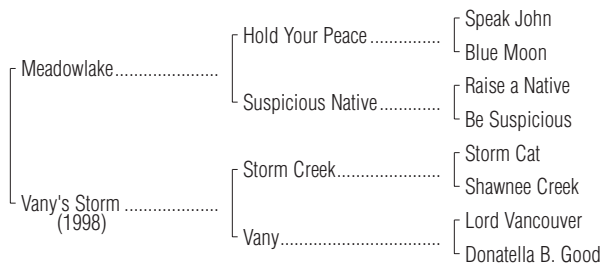 Speak John
Hold Your Peace ...............
Blue Moon
Meadowlake......................
Raise a Native
Suspicious Native.............
Be Suspicious
Storm Cat
Storm Creek......................
Shawnee Creek
Vany's Storm ....................
(1998)
Lord Vancouver
Vany..................................
Donatella B. Good